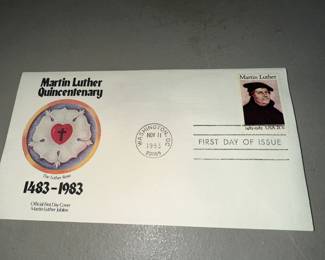 Martin Luther
Quincentenary
The Luther Rose
1483-1983
Official First Day Cover
Martin Luther Jubilee
WASHINGTON, DC
NOV 11
1983
FIRST DAY OF ISSUE
Martin Luther
1483-1983 USA 20c